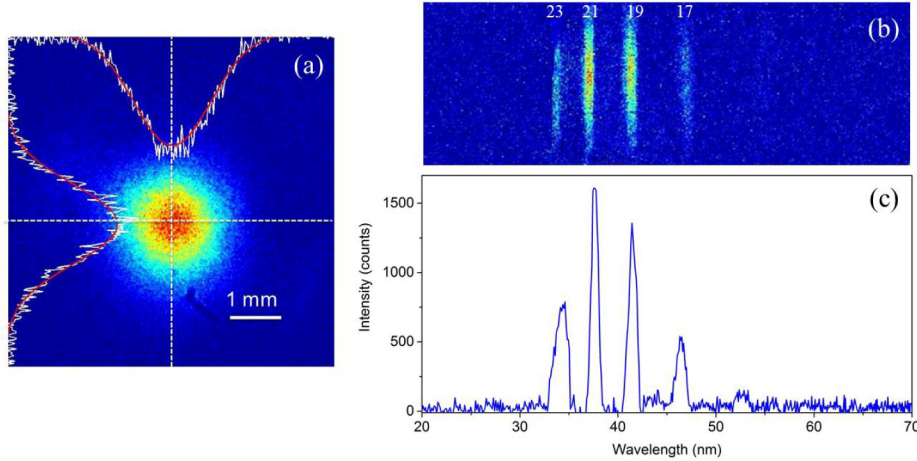 (a)
1 mm
23 21 19 17
(b)
(c)
1500
1000
500
0
20 30 40 50 60 70
Intensity (counts)
Wavelength (nm)